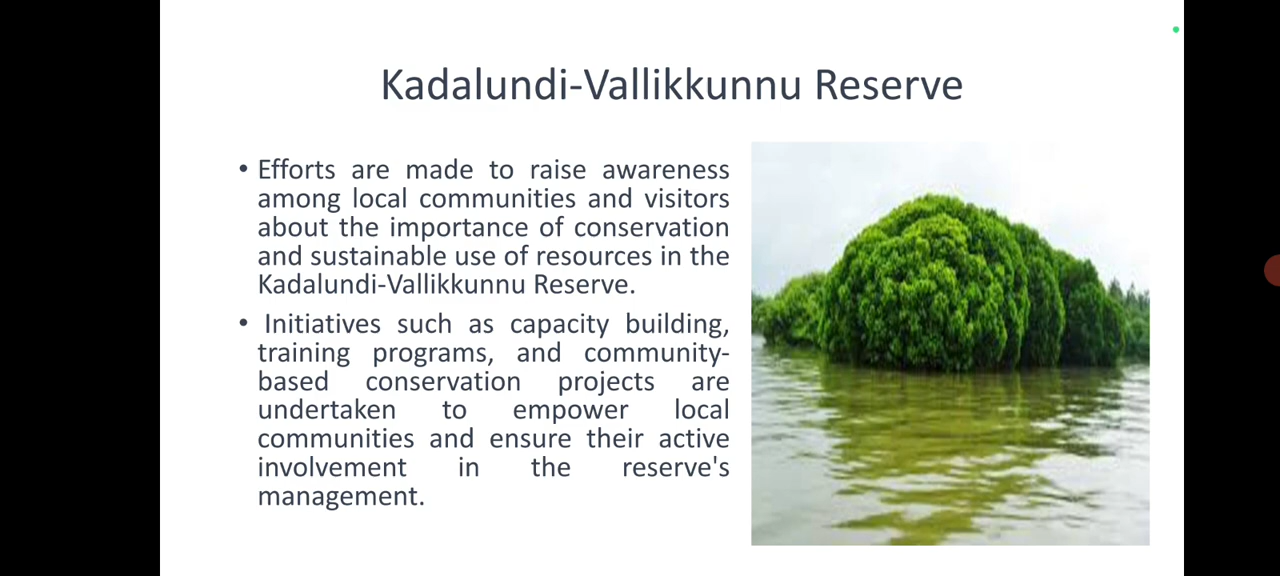 Kadalundi-Vallikkunnu Reserve
• Efforts are made to raise awareness
among local communities and visitors
about the importance of conservation
and sustainable use of resources in the
Kadalundi-Vallikkunnu Reserve.
• Initiatives such as capacity building,
training programs, and community-
based conservation projects are
undertaken to empower local
communities and ensure their active
involvement in the reserve's
management.